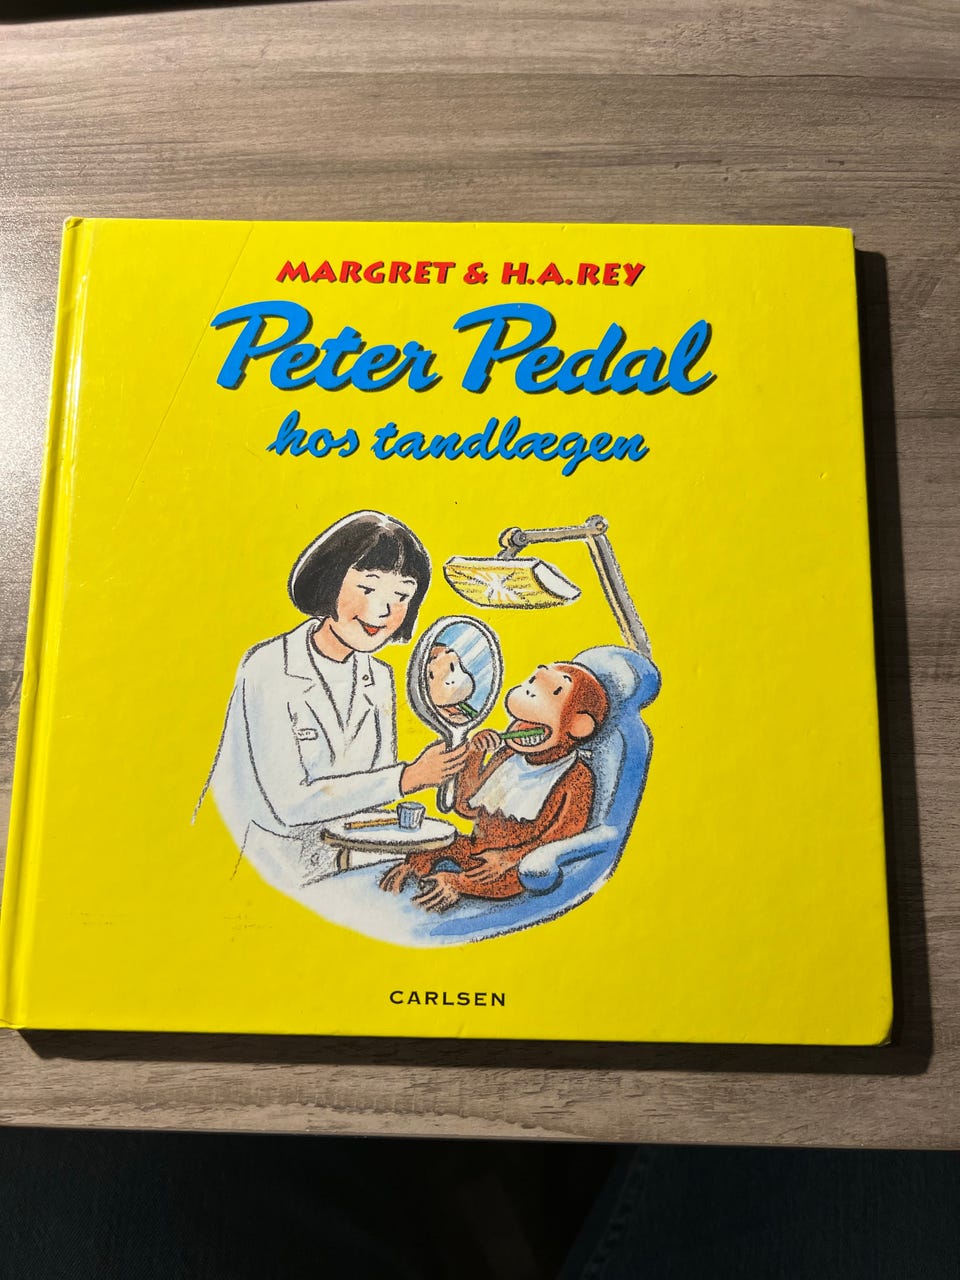 MARGRET & H.A.REY
Peter Pedal
hos tandlægen
CARLSEN